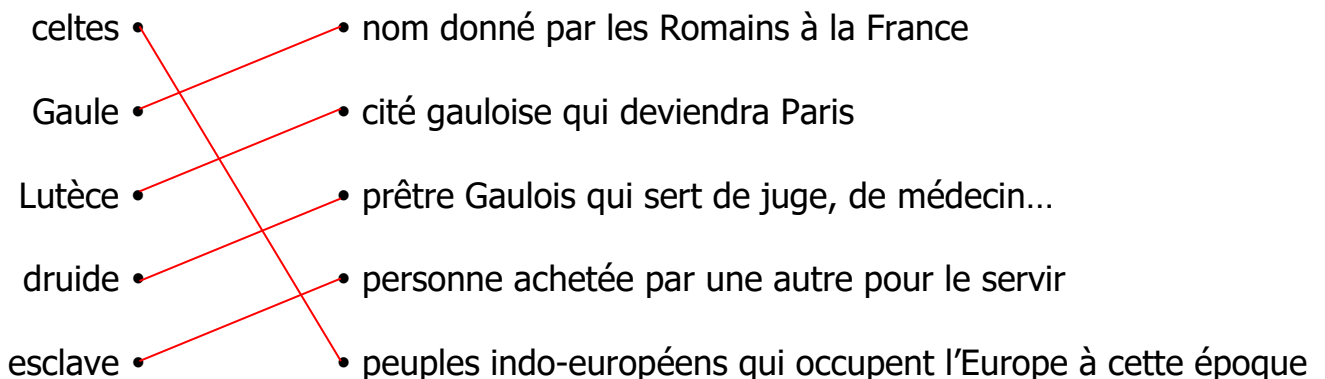 celtes • • nom donné par les Romains à la France
Gaule • • cité gauloise qui deviendra Paris
Lutèce • • prêtre Gaulois qui sert de juge, de médecin…
druide • • personne achetée par une autre pour le servir
esclave • • peuples indo-européens qui occupent l’Europe à cette époque